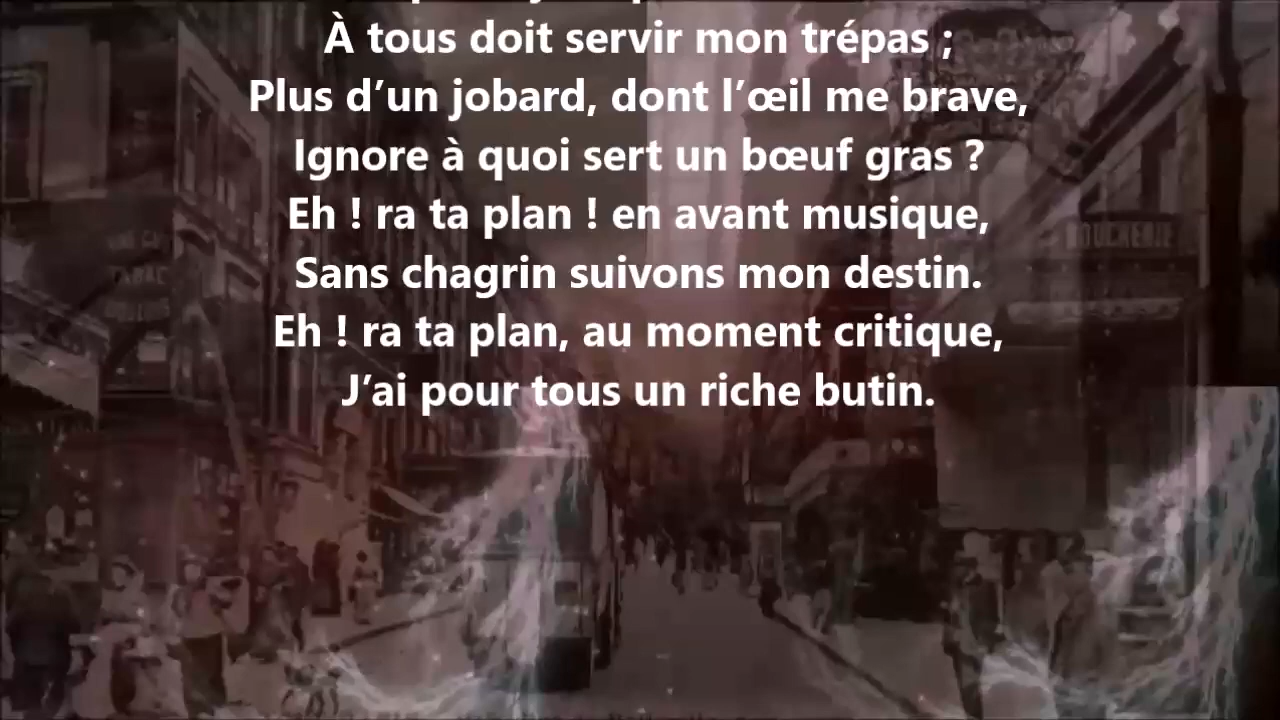 À tous doit servir mon trépas ;
Plus d’un jobard, dont l’œil me brave,
Ignore à quoi sert un bœuf gras ?
Eh ! ra ta plan ! en avant musique,
Sans chagrin suivons mon destin.
Eh ! ra ta plan, au moment critique,
J’ai pour tous un riche butin.
TABAC
BOUCHERIE